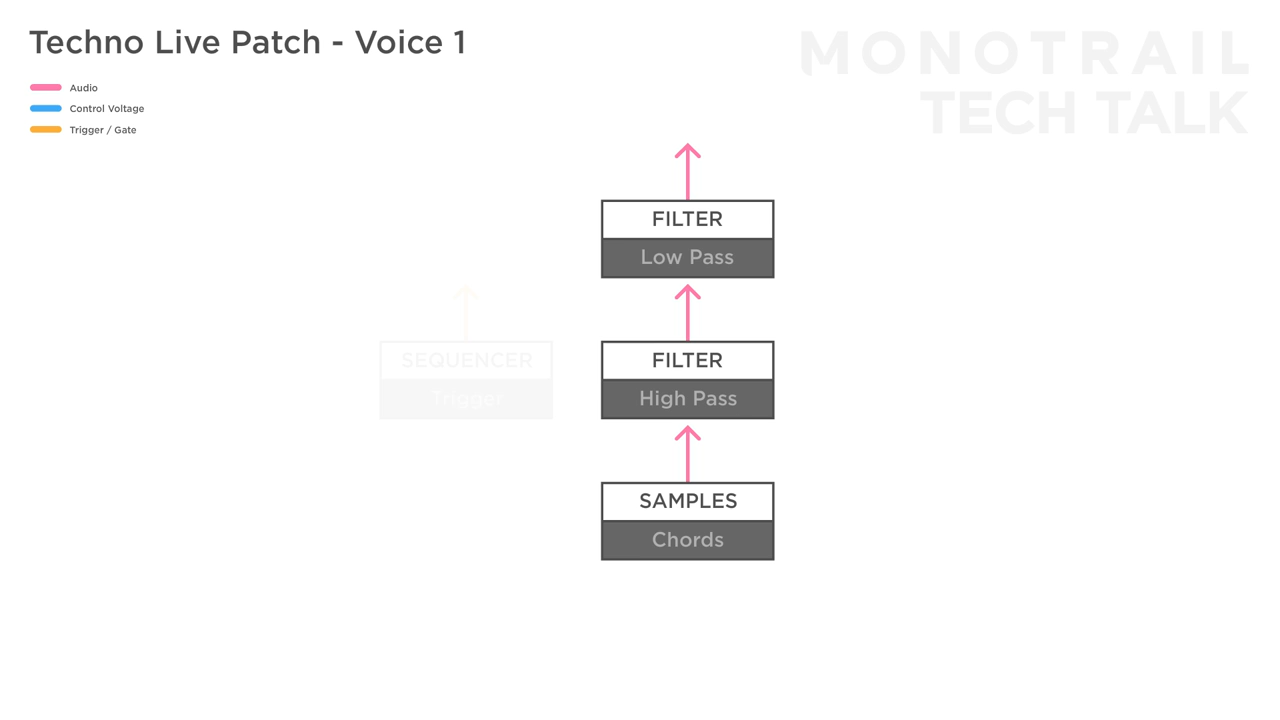 Techno Live Patch - Voice 1
MONOTRAIL
TECH TALK
Audio
Control Voltage
Trigger / Gate
FILTER
Low Pass
SEQUENCER
Trigger
FILTER
High Pass
SAMPLES
Chords